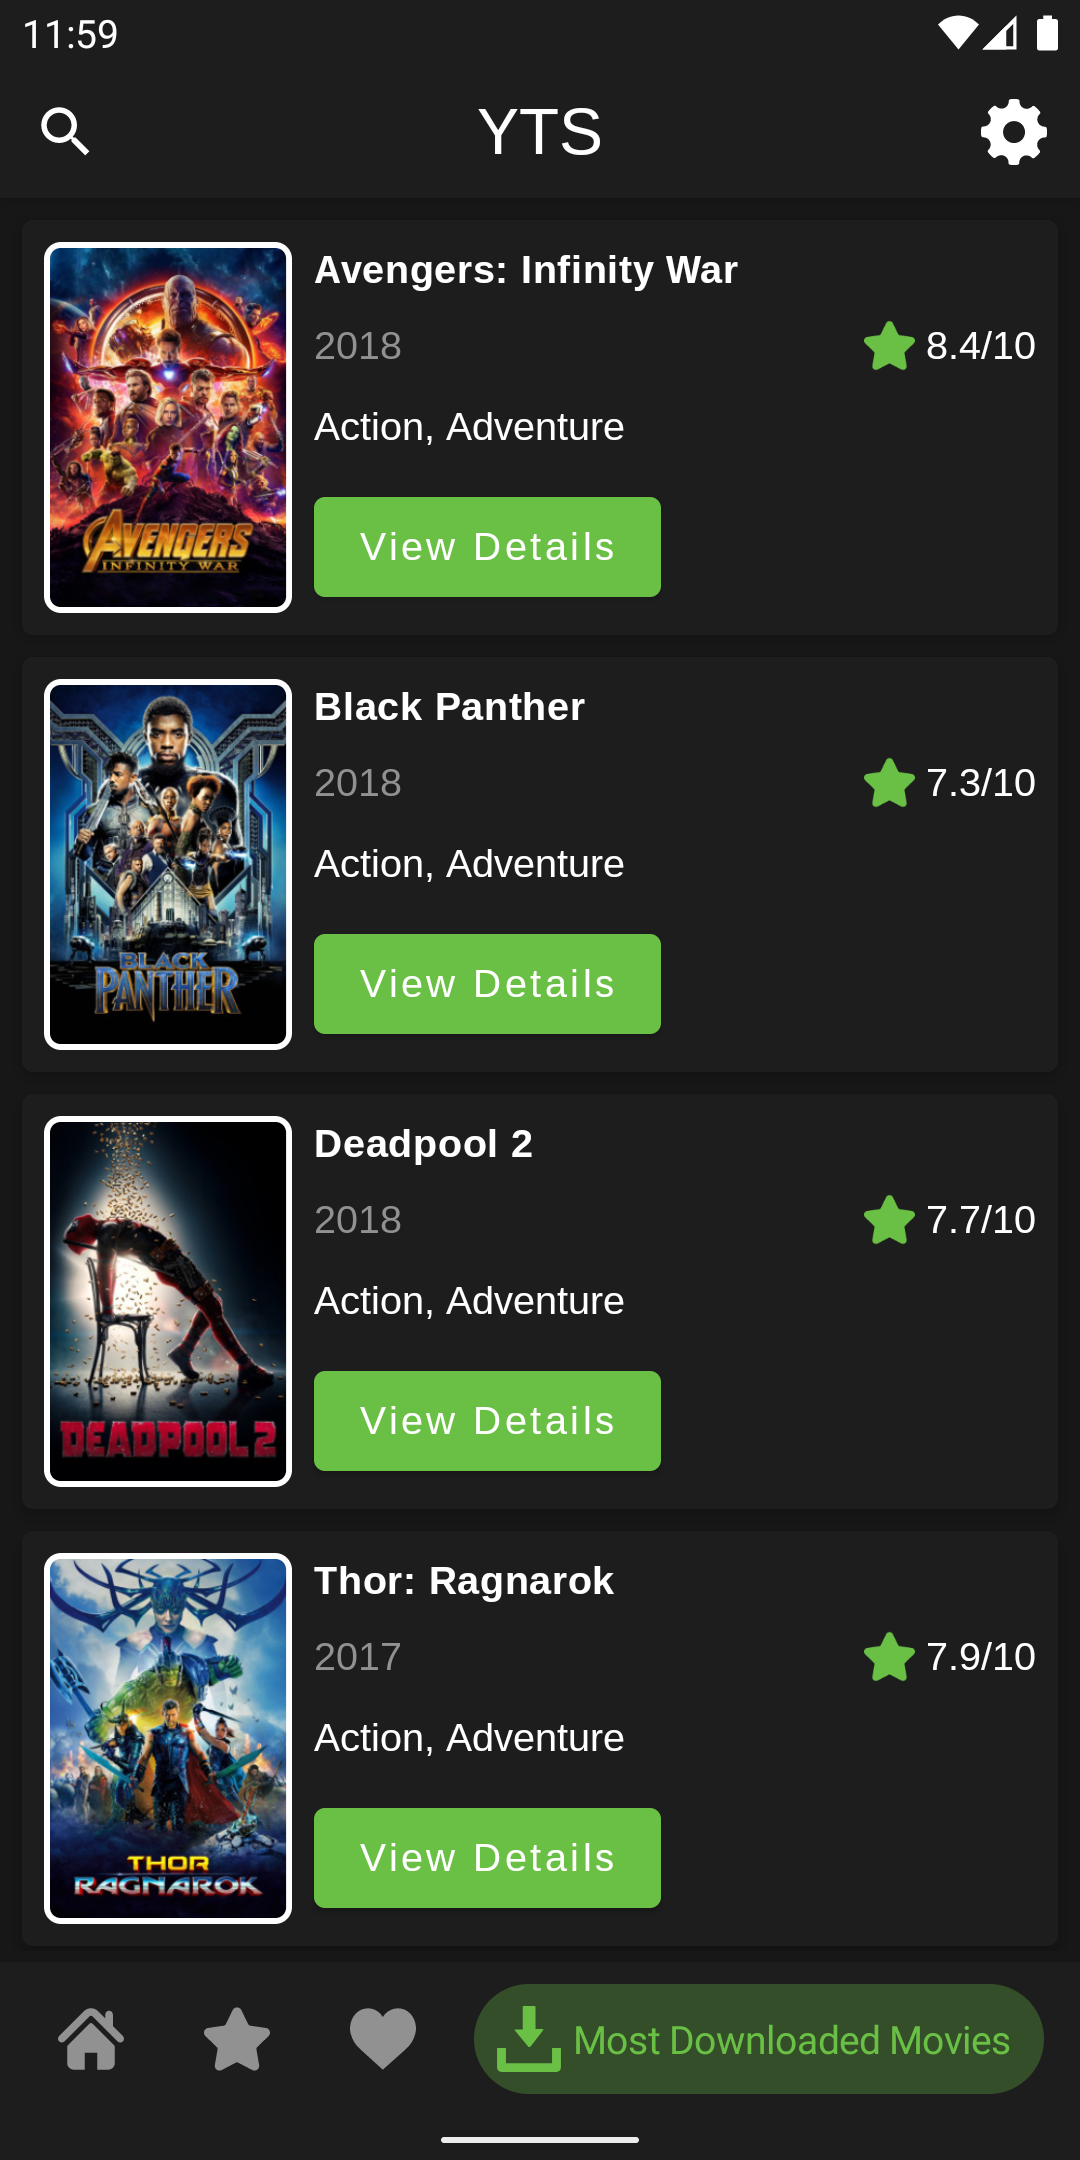 11:59
YTS
Avengers: Infinity War
2018
8.4/10
Action, Adventure
View Details
AVENGERS
INFINITY WAR
Black Panther
2018
7.3/10
Action, Adventure
View Details
BLACK
PANTHER
Deadpool 2
2018
7.7/10
Action, Adventure
View Details
DEADPOOL 2
Thor: Ragnarok
2017
7.9/10
Action, Adventure
View Details
THOR
RAGNAROK
Most Downloaded Movies